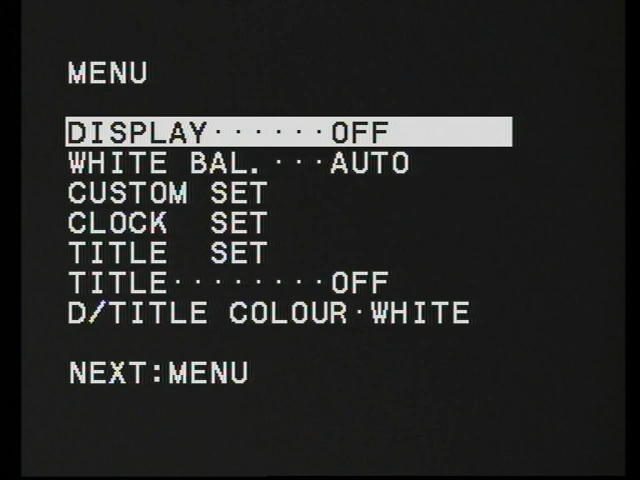 MENU
DISPLAY······OFF
WHITE BAL.···AUTO
CUSTOM SET
CLOCK  SET
TITLE  SET
TITLE········OFF
D/TITLE COLOUR·WHITE
NEXT:MENU